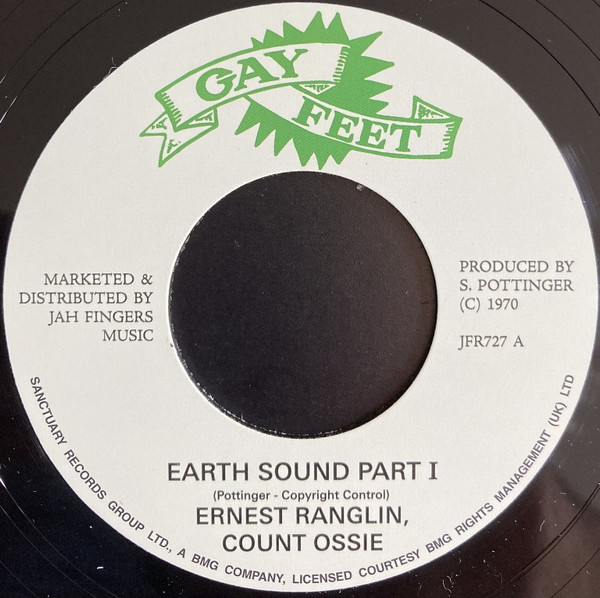 GAY
FEET
MARKETED &
DISTRIBUTED BY
JAH FINGERS
MUSIC
PRODUCED BY
S. POTTINGER
(C) 1970
JFR727 A
EARTH SOUND PART I
(Pottinger - Copyright Control)
ERNEST RANGLIN,
COUNT OSSIE
SANCTUARY RECORDS GROUP LTD., A BMG COMPANY, LICENSED COURTESY BMG RIGHTS MANAGEMENT (UK) LTD